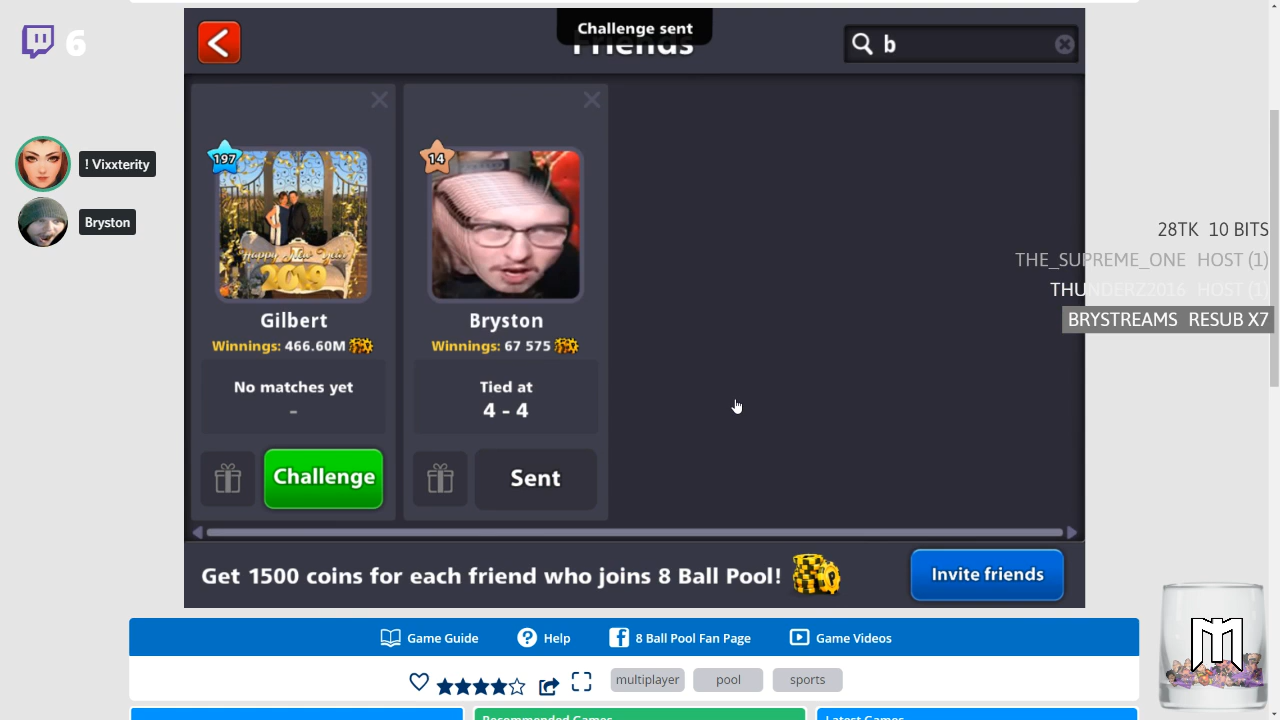 6
! Vixxterity
Bryston
Challenge sent
Friends
b
197
Happy New Year
2019
Gilbert
Winnings: 466.60M
No matches yet
-
Challenge
14
Bryston
Winnings: 67 575
Tied at
4 - 4
Sent
28TK 10 BITS
THE_SUPREME_ONE HOST (1)
THUNDERZ2016 HOST (1)
BRYSTREAMS RESUB X7
Get 1500 coins for each friend who joins 8 Ball Pool!
Invite friends
Game Guide
Help
8 Ball Pool Fan Page
Game Videos
multiplayer
pool
sports
Recommended Games
Latest Games